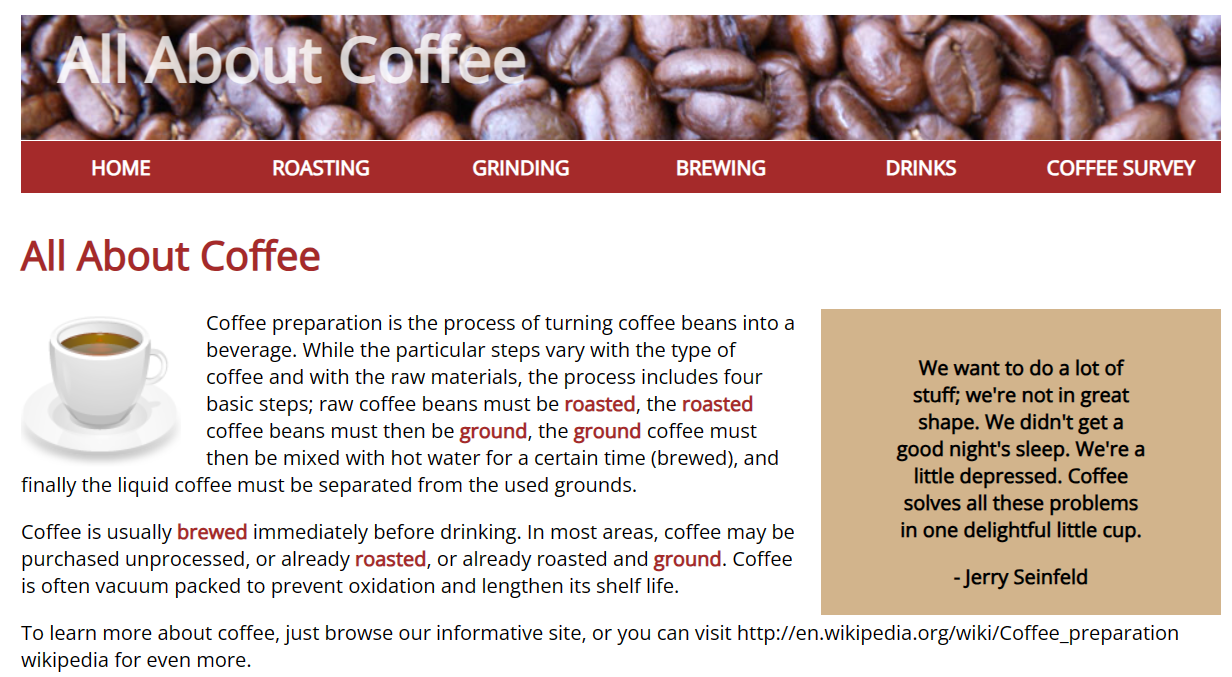 All About Coffee
HOME ROASTING GRINDING BREWING DRINKS COFFEE SURVEY
All About Coffee
Coffee preparation is the process of turning coffee beans into a
beverage. While the particular steps vary with the type of
coffee and with the raw materials, the process includes four
basic steps; raw coffee beans must be roasted, the roasted
coffee beans must then be ground, the ground coffee must
then be mixed with hot water for a certain time (brewed), and
finally the liquid coffee must be separated from the used grounds.
Coffee is usually brewed immediately before drinking. In most areas, coffee may be
purchased unprocessed, or already roasted, or already roasted and ground. Coffee
is often vacuum packed to prevent oxidation and lengthen its shelf life.
We want to do a lot of
stuff; we're not in great
shape. We didn't get a
good night's sleep. We're a
little depressed. Coffee
solves all these problems
in one delightful little cup.
- Jerry Seinfeld
To learn more about coffee, just browse our informative site, or you can visit http://en.wikipedia.org/wiki/Coffee_preparation
wikipedia for even more.